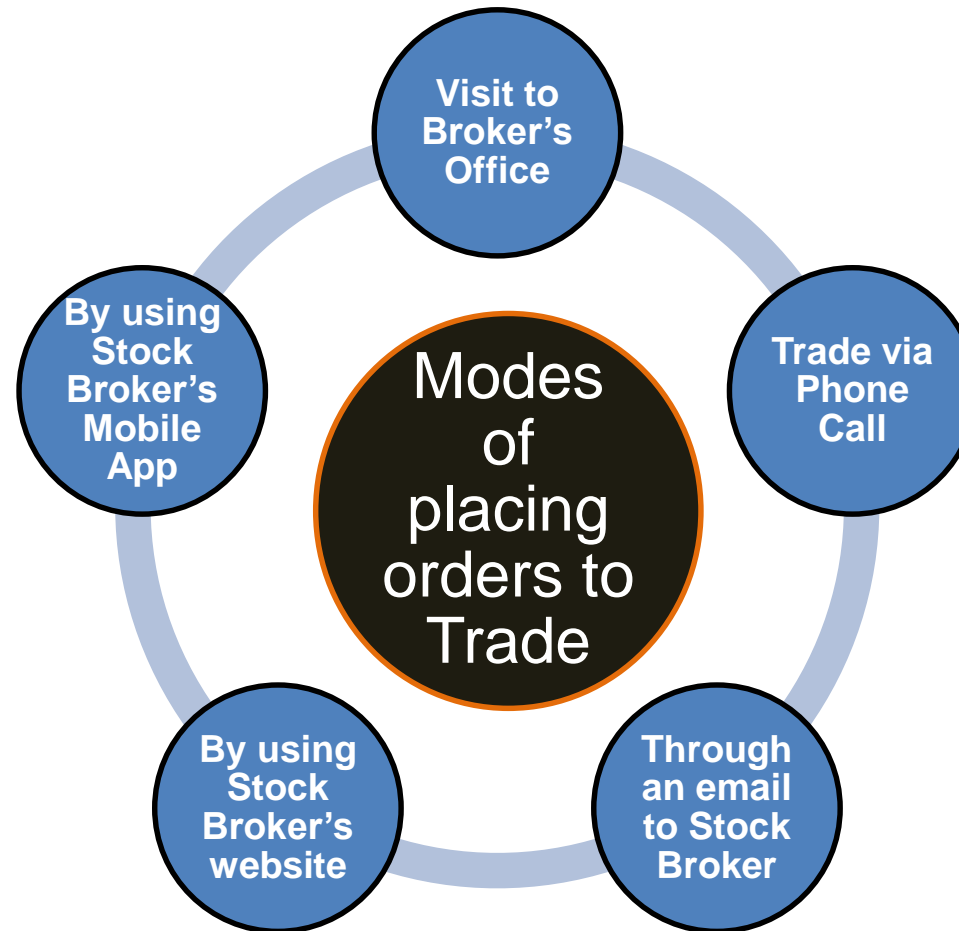 Visit to
Broker’s
Office
Trade via
Phone
Call
Through
an email
to Stock
Broker
By using
Stock
Broker’s
website
By using
Stock
Broker’s
Mobile
App
Modes
of
placing
orders to
Trade